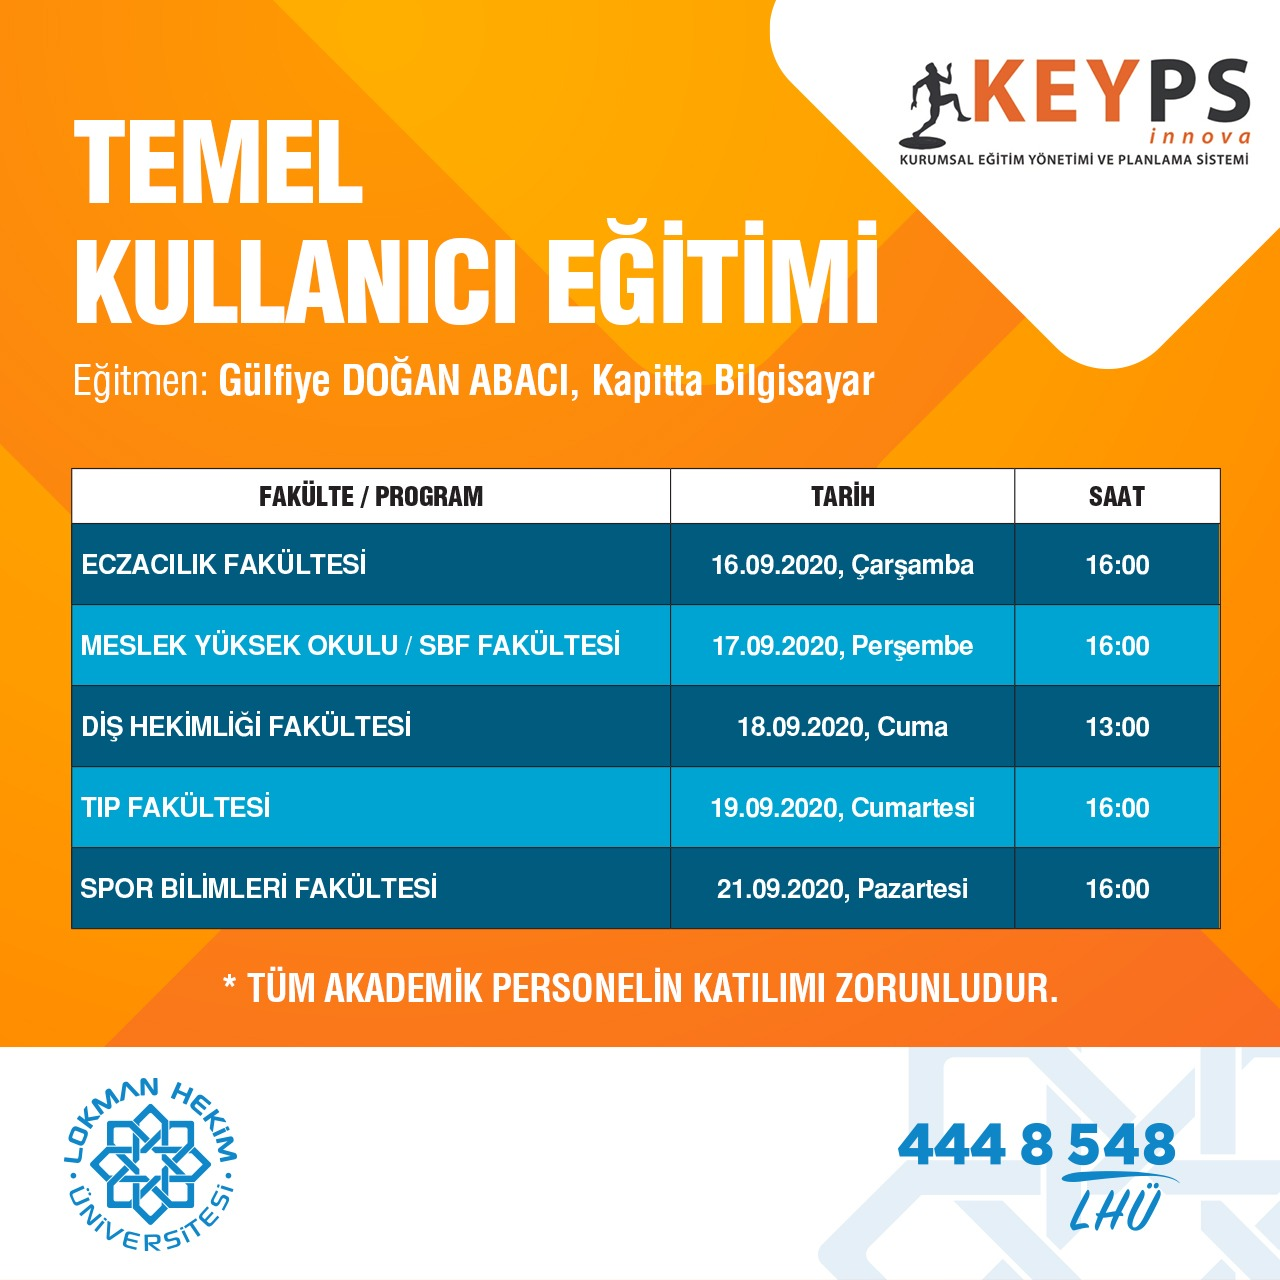 KEYPS
innova
KURUMSAL EĞİTİM YÖNETİMİ VE PLANLAMA SİSTEMİ
TEMEL
KULLANICI EĞİTİMİ
Eğitmen: Gülfiye DOĞAN ABACI, Kapitta Bilgisayar
FAKÜLTE / PROGRAM TARİH SAAT
ECZACILIK FAKÜLTESİ 16.09.2020, Çarşamba 16:00
MESLEK YÜKSEK OKULU / SBF FAKÜLTESİ 17.09.2020, Perşembe 16:00
DİŞ HEKİMLİĞİ FAKÜLTESİ 18.09.2020, Cuma 13:00
TIP FAKÜLTESİ 19.09.2020, Cumartesi 16:00
SPOR BİLİMLERİ FAKÜLTESİ 21.09.2020, Pazartesi 16:00
* TÜM AKADEMİK PERSONELİN KATILIMI ZORUNLUDUR.
LOKMAN HEKİM
ÜNİVERSİTESİ
444 8 548
LHÜ